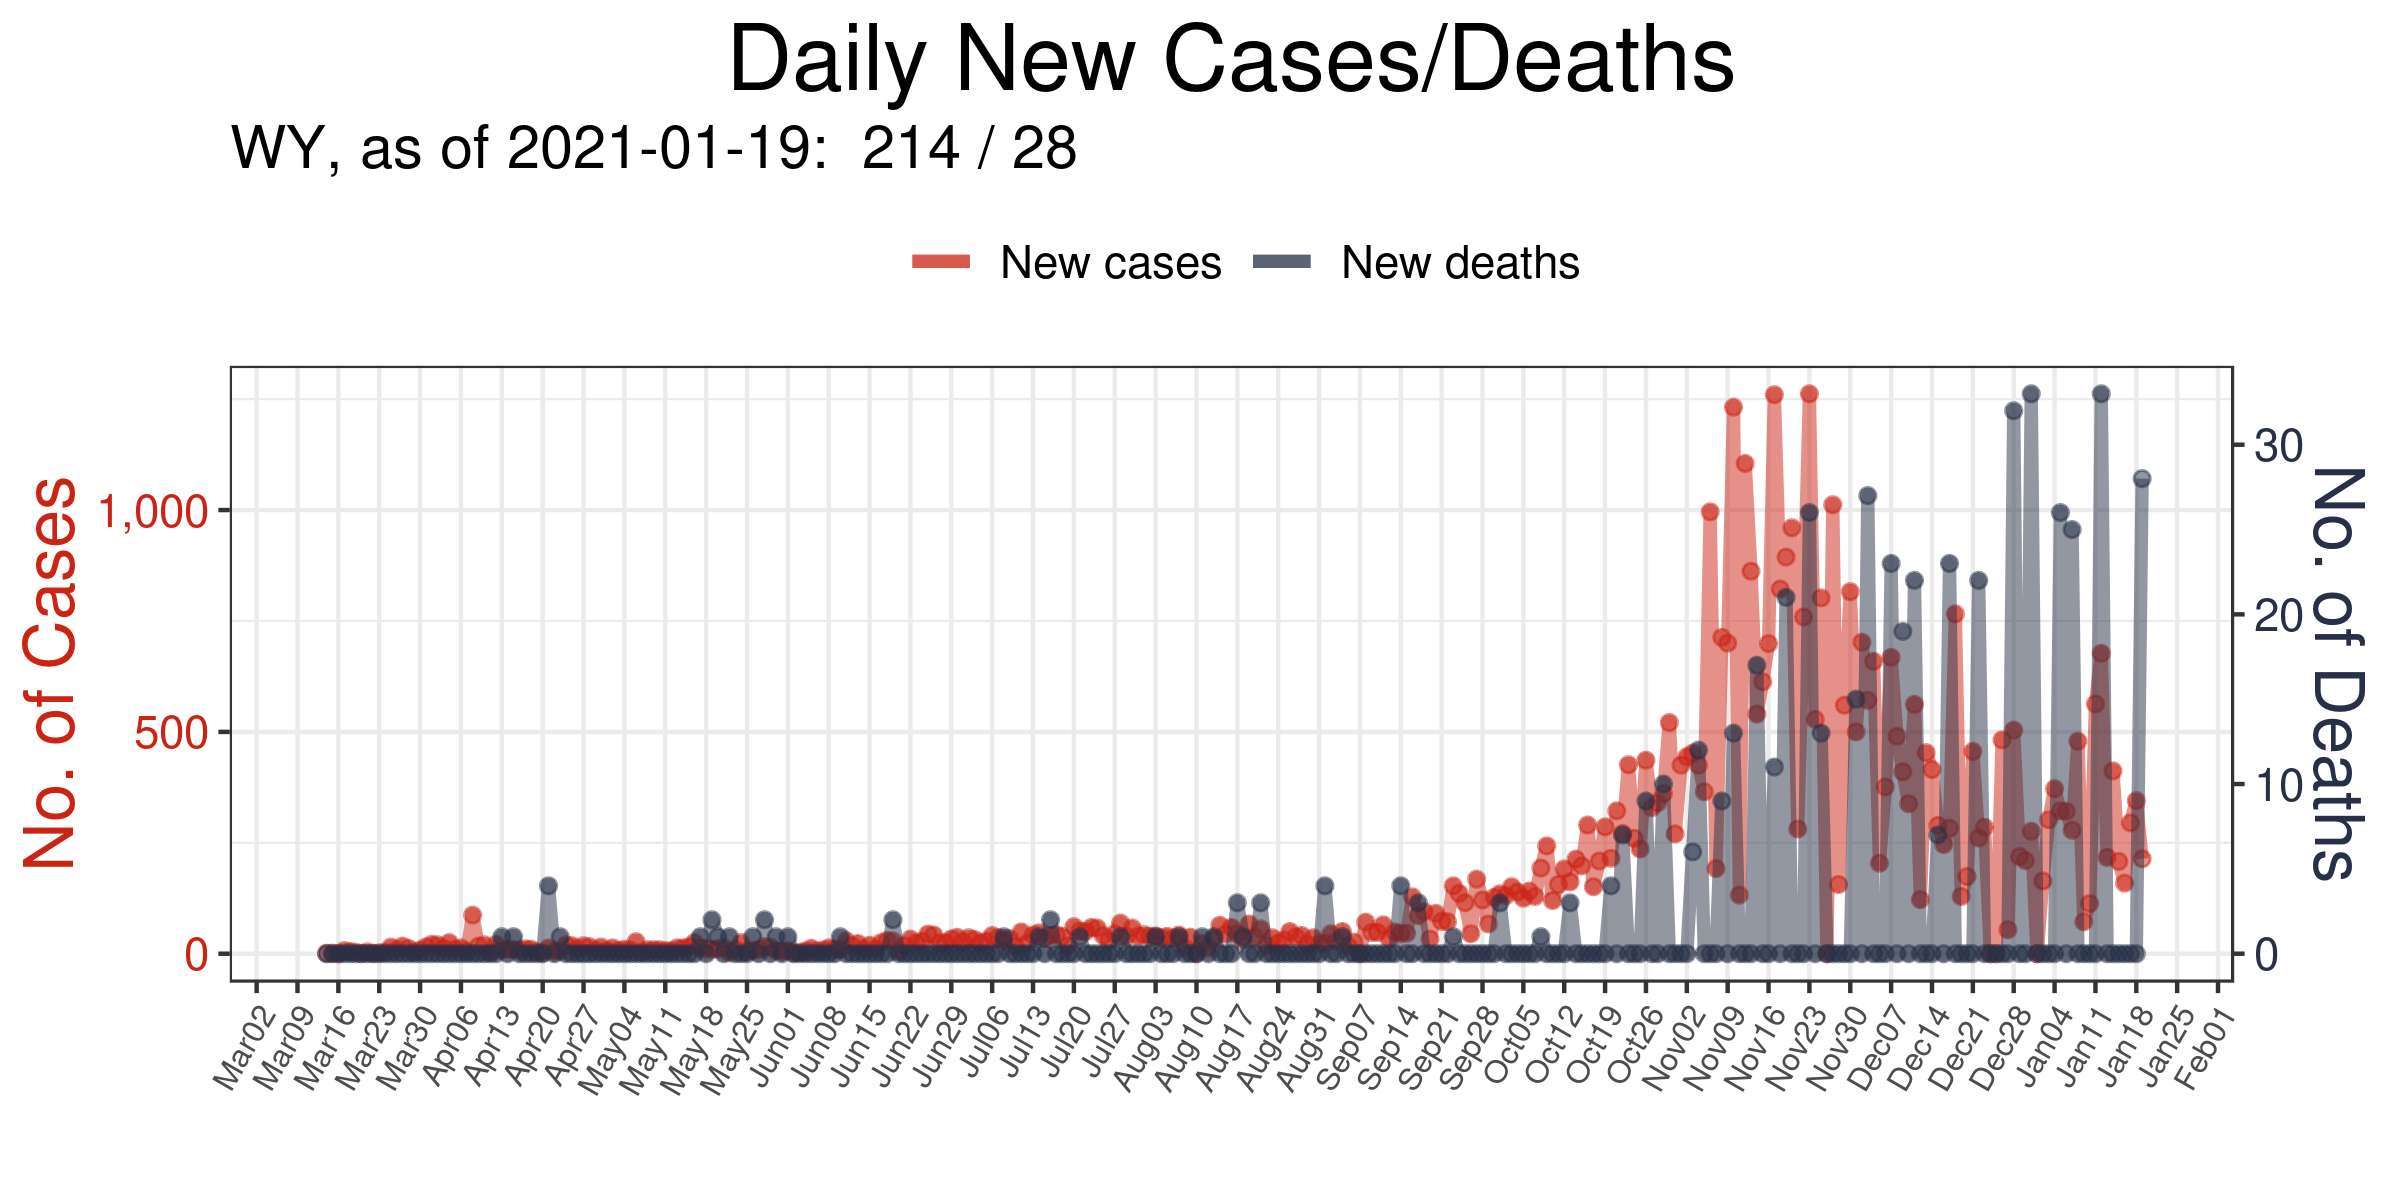 Daily New Cases/Deaths
WY, as of 2021-01-19:  214 / 28
New cases
New deaths
No. of Cases
1,000
500
0
30
20
10
0
No. of Deaths
Mar02
Mar09
Mar16
Mar23
Mar30
Apr06
Apr13
Apr20
Apr27
May04
May11
May18
May25
Jun01
Jun08
Jun15
Jun22
Jun29
Jul06
Jul13
Jul20
Jul27
Aug03
Aug10
Aug17
Aug24
Aug31
Sep07
Sep14
Sep21
Sep28
Oct05
Oct12
Oct19
Oct26
Nov02
Nov09
Nov16
Nov23
Nov30
Dec07
Dec14
Dec21
Dec28
Jan04
Jan11
Jan18
Jan25
Feb01